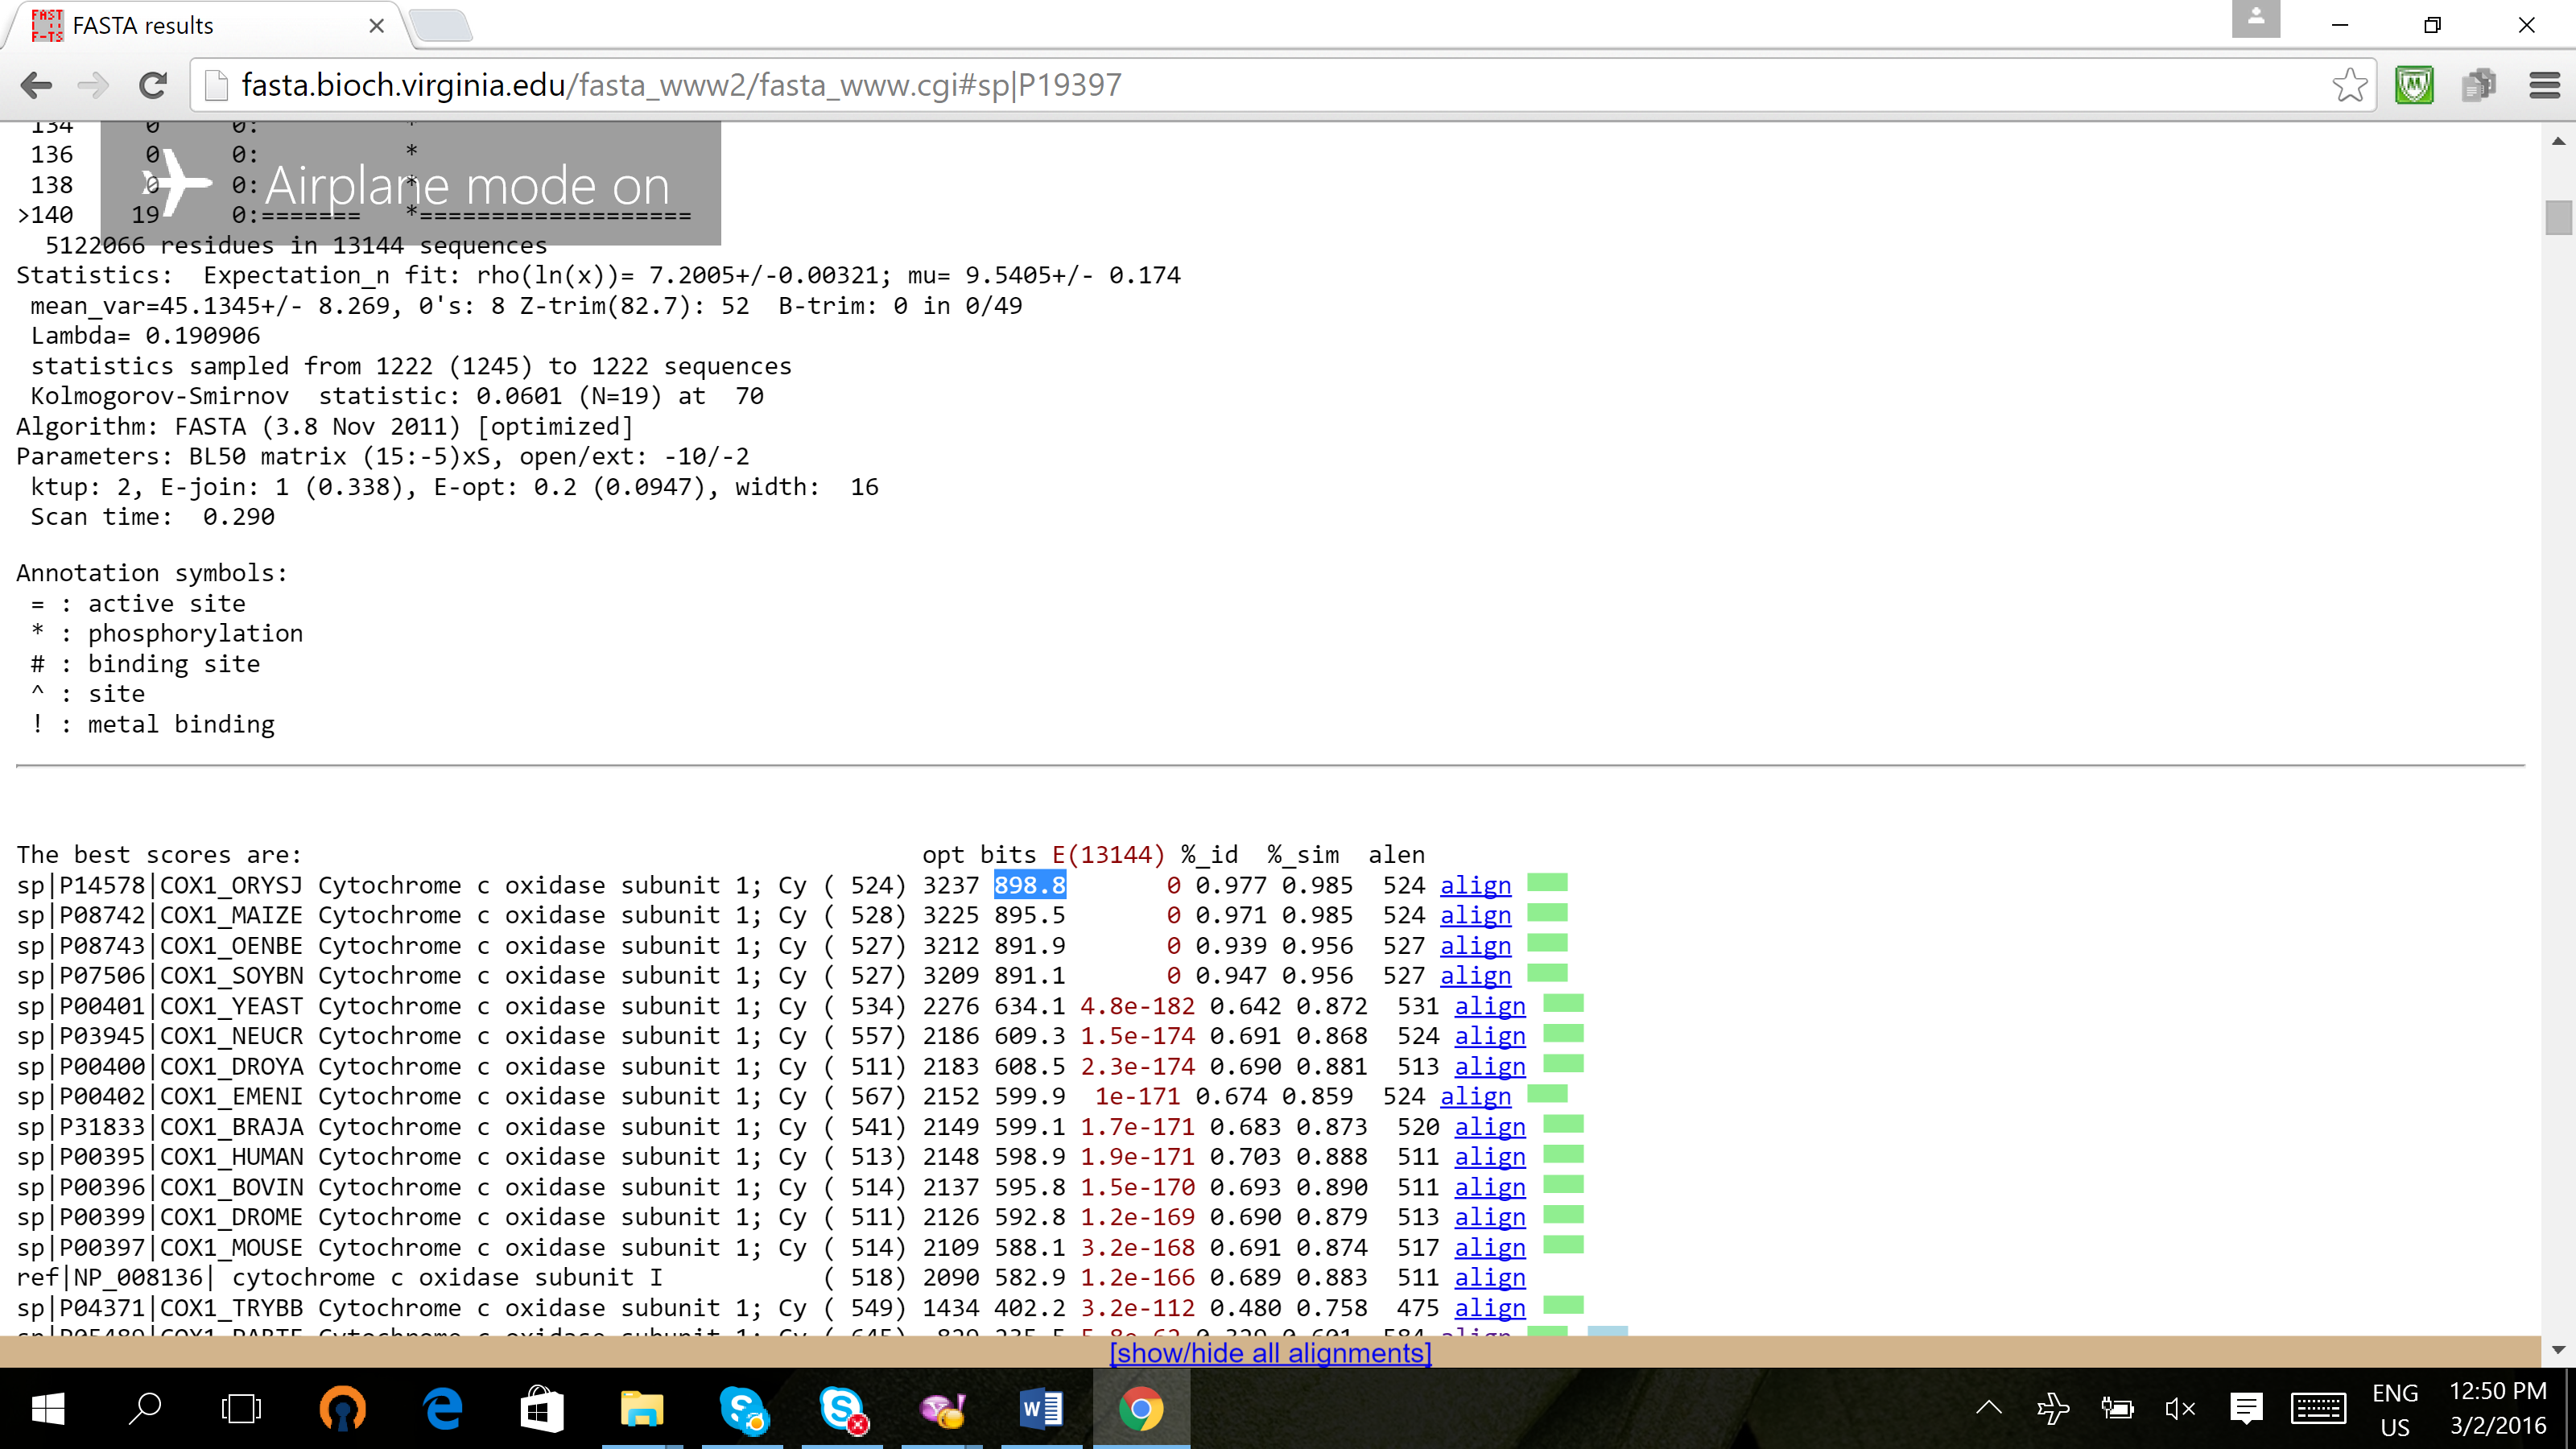 FASTA results
fasta.bioch.virginia.edu/fasta_www2/fasta_www.cgi#sp|P19397
134 0 0: *
136 0 0: *
138 0 0: *
>140 19 0:======= *===================
Airplane mode on
5122066 residues in 13144 sequences
Statistics: Expectation_n fit: rho(ln(x))= 7.2005+/-0.00321; mu= 9.5405+/- 0.174
mean_var=45.1345+/- 8.269, 0's: 8 Z-trim(82.7): 52 B-trim: 0 in 0/49
Lambda= 0.190906
statistics sampled from 1222 (1245) to 1222 sequences
Kolmogorov-Smirnov statistic: 0.0601 (N=19) at 70
Algorithm: FASTA (3.8 Nov 2011) [optimized]
Parameters: BL50 matrix (15:-5)xS, open/ext: -10/-2
ktup: 2, E-join: 1 (0.338), E-opt: 0.2 (0.0947), width: 16
Scan time: 0.290
Annotation symbols:
= : active site
* : phosphorylation
# : binding site
^ : site
! : metal binding
The best scores are: opt bits E(13144) %_id %_sim alen
sp|P14578|COX1_ORYSJ Cytochrome c oxidase subunit 1; Cy ( 524) 3237 898.8 0 0.977 0.985 524 align
sp|P08742|COX1_MAIZE Cytochrome c oxidase subunit 1; Cy ( 528) 3225 895.5 0 0.971 0.985 524 align
sp|P08743|COX1_OENBE Cytochrome c oxidase subunit 1; Cy ( 527) 3212 891.9 0 0.939 0.956 527 align
sp|P07506|COX1_SOYBN Cytochrome c oxidase subunit 1; Cy ( 527) 3209 891.1 0 0.947 0.956 527 align
sp|P00401|COX1_YEAST Cytochrome c oxidase subunit 1; Cy ( 534) 2276 634.1 4.8e-182 0.642 0.872 531 align
sp|P03945|COX1_NEUCR Cytochrome c oxidase subunit 1; Cy ( 557) 2186 609.3 1.5e-174 0.691 0.868 524 align
sp|P00400|COX1_DROYA Cytochrome c oxidase subunit 1; Cy ( 511) 2183 608.5 2.3e-174 0.690 0.881 513 align
sp|P00402|COX1_EMENI Cytochrome c oxidase subunit 1; Cy ( 567) 2152 599.9 1e-171 0.674 0.859 524 align
sp|P31833|COX1_BRAJA Cytochrome c oxidase subunit 1; Cy ( 541) 2149 599.1 1.7e-171 0.683 0.873 520 align
sp|P00395|COX1_HUMAN Cytochrome c oxidase subunit 1; Cy ( 513) 2148 598.9 1.9e-171 0.703 0.888 511 align
sp|P00396|COX1_BOVIN Cytochrome c oxidase subunit 1; Cy ( 514) 2137 595.8 1.5e-170 0.693 0.890 511 align
sp|P00399|COX1_DROME Cytochrome c oxidase subunit 1; Cy ( 511) 2126 592.8 1.2e-169 0.690 0.879 513 align
sp|P00397|COX1_MOUSE Cytochrome c oxidase subunit 1; Cy ( 514) 2109 588.1 3.2e-168 0.691 0.874 517 align
ref|NP_008136| cytochrome c oxidase subunit I ( 518) 2090 582.9 1.2e-166 0.689 0.883 511 align
sp|P04371|COX1_TRYBB Cytochrome c oxidase subunit 1; Cy ( 549) 1434 402.2 3.2e-112 0.480 0.758 475 align
[show/hide all alignments]
ENG
US
12:50 PM
3/2/2016